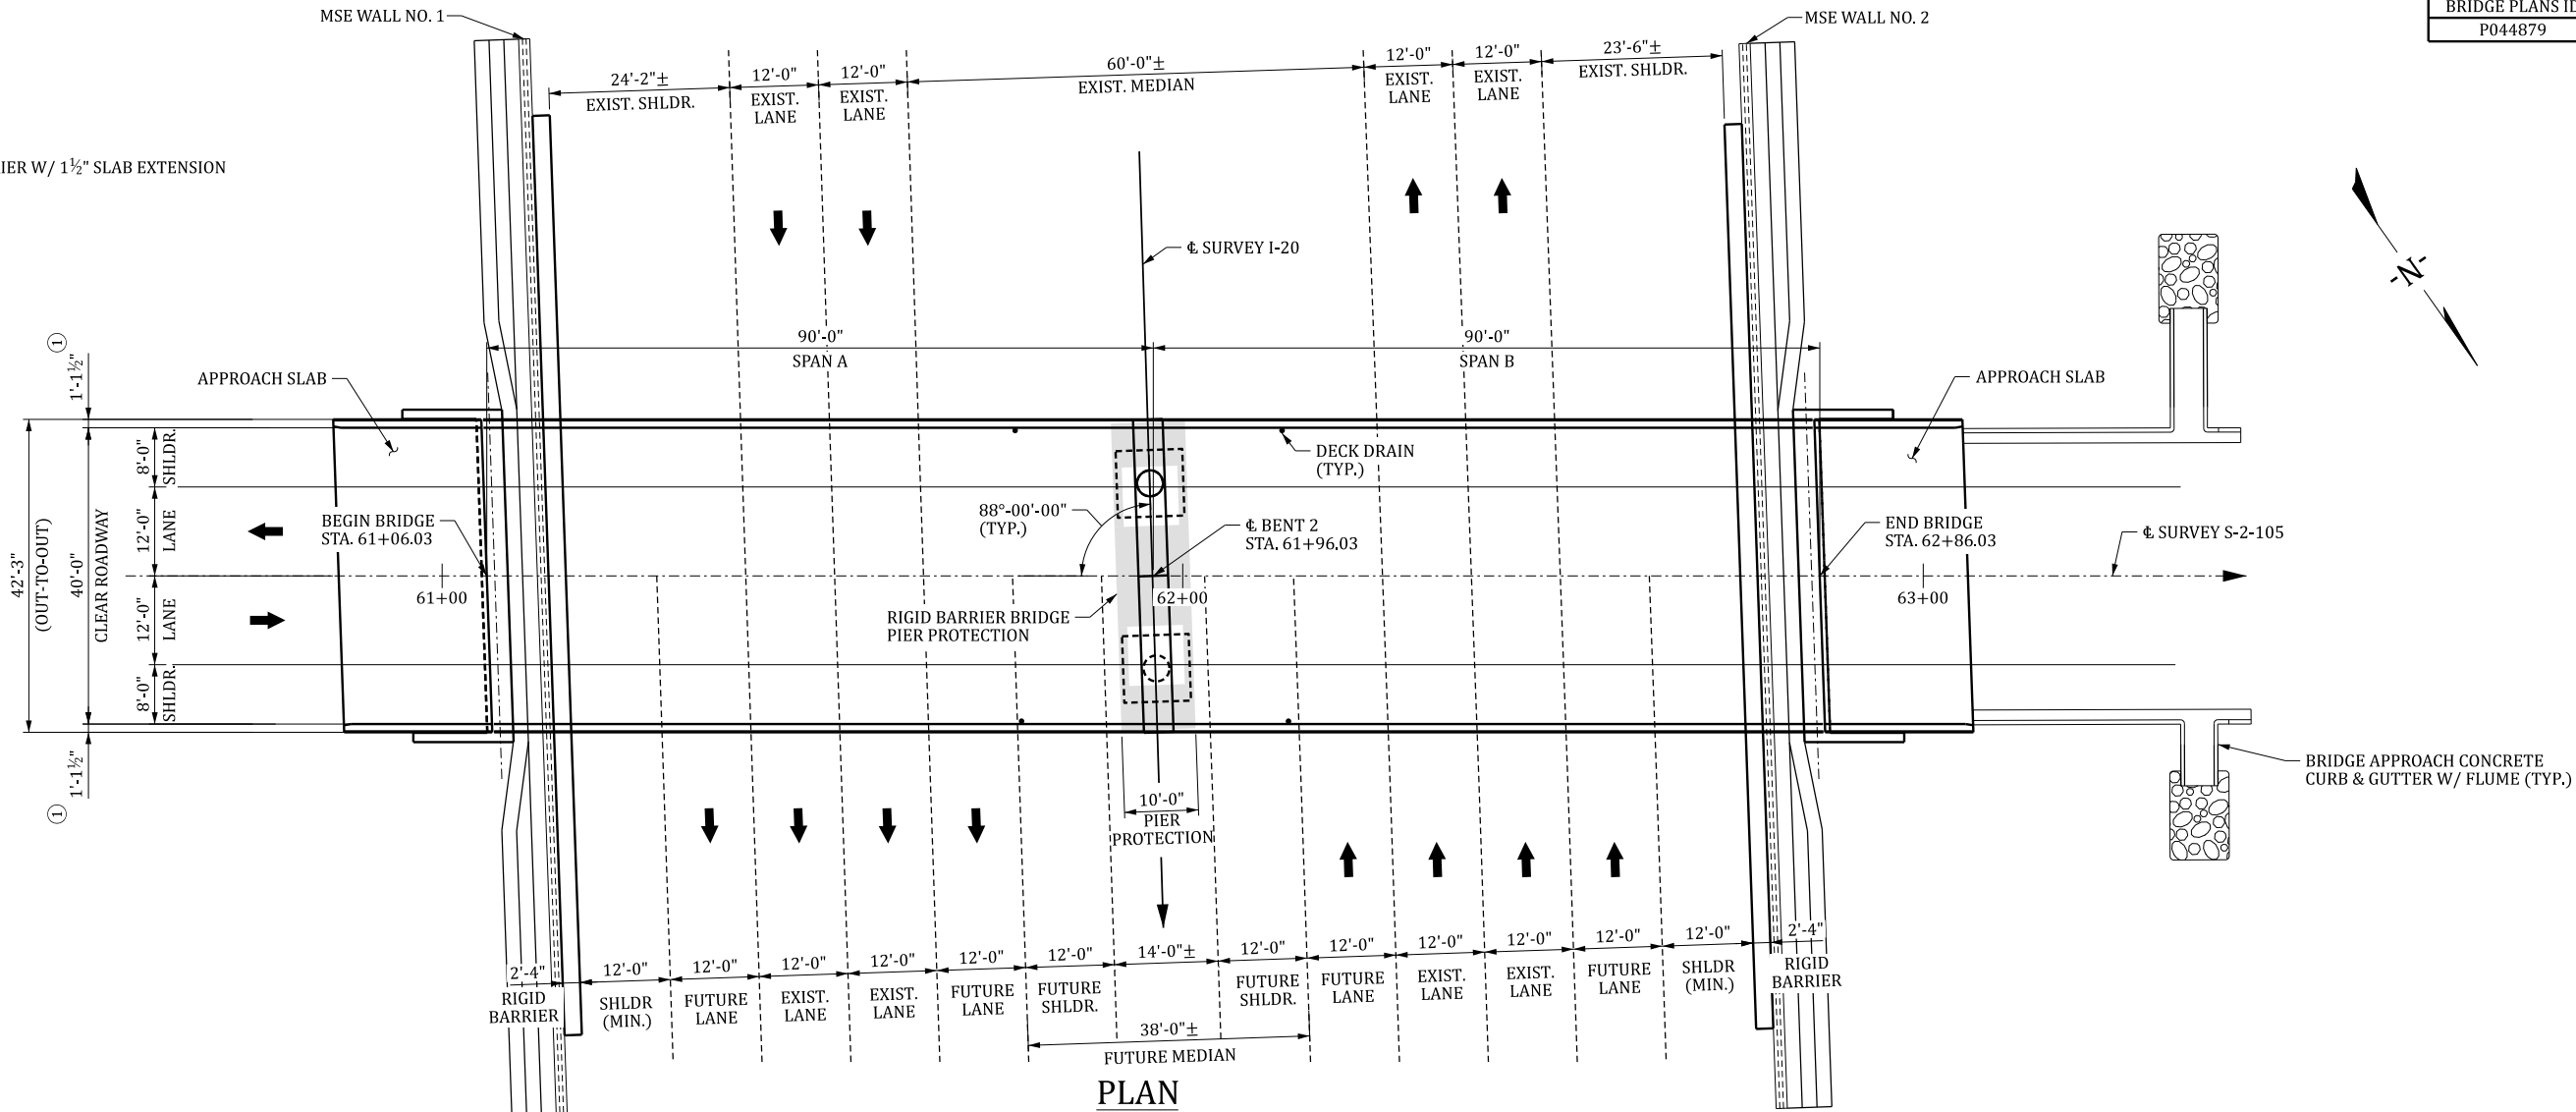 BRIDGE PLANS ID
P044879
MSE WALL NO. 1
MSE WALL NO. 2
24'-2"±
EXIST. SHLDR.
12'-0"
EXIST.
LANE
12'-0"
EXIST.
LANE
60'-0"±
EXIST. MEDIAN
12'-0"
EXIST.
LANE
12'-0"
EXIST.
LANE
23'-6"±
EXIST. SHLDR.
IER W/ 1½" SLAB EXTENSION
℄ SURVEY I-20
-N-
90'-0"
SPAN A
90'-0"
SPAN B
①
1'-1½"
APPROACH SLAB
APPROACH SLAB
DECK DRAIN
(TYP.)
42'-3"
(OUT-TO-OUT)
40'-0"
CLEAR ROADWAY
8'-0"
SHLDR.
12'-0"
LANE
12'-0"
LANE
8'-0"
SHLDR.
BEGIN BRIDGE
STA. 61+06.03
88°-00'-00"
(TYP.)
℄ BENT 2
STA. 61+96.03
END BRIDGE
STA. 62+86.03
℄ SURVEY S-2-105
61+00
62+00
63+00
RIGID BARRIER BRIDGE
PIER PROTECTION
1'-1½"
①
BRIDGE APPROACH CONCRETE
CURB & GUTTER W/ FLUME (TYP.)
10'-0"
PIER
PROTECTION
2'-4"
RIGID
BARRIER
12'-0"
SHLDR
(MIN.)
12'-0"
FUTURE
LANE
12'-0"
EXIST.
LANE
12'-0"
EXIST.
LANE
12'-0"
FUTURE
LANE
12'-0"
FUTURE
SHLDR.
14'-0"±
12'-0"
FUTURE
SHLDR.
12'-0"
FUTURE
LANE
12'-0"
EXIST.
LANE
12'-0"
EXIST.
LANE
12'-0"
FUTURE
LANE
12'-0"
SHLDR
(MIN.)
2'-4"
RIGID
BARRIER
38'-0"±
FUTURE MEDIAN
PLAN